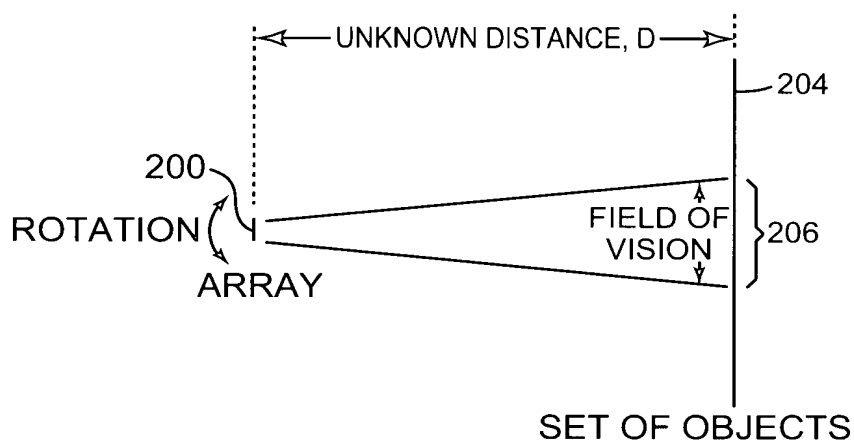 UNKNOWN DISTANCE, D
204
200
ROTATION
ARRAY
FIELD OF
VISION
206
SET OF OBJECTS